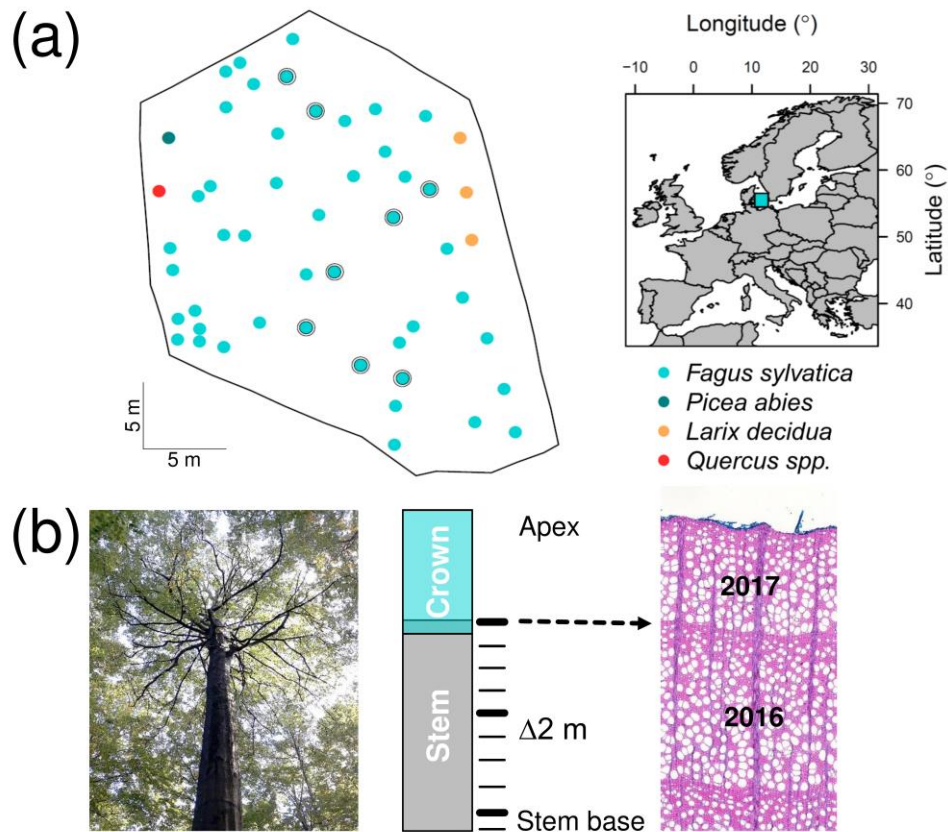 (a)
Longitude (°)
−10 0 10 20 30
70
60
50
40
Latitude (°)
5 m
5 m
Fagus sylvatica
Picea abies
Larix decidua
Quercus spp.
(b)
Crown
Stem
Apex
Δ2 m
Stem base
2017
2016